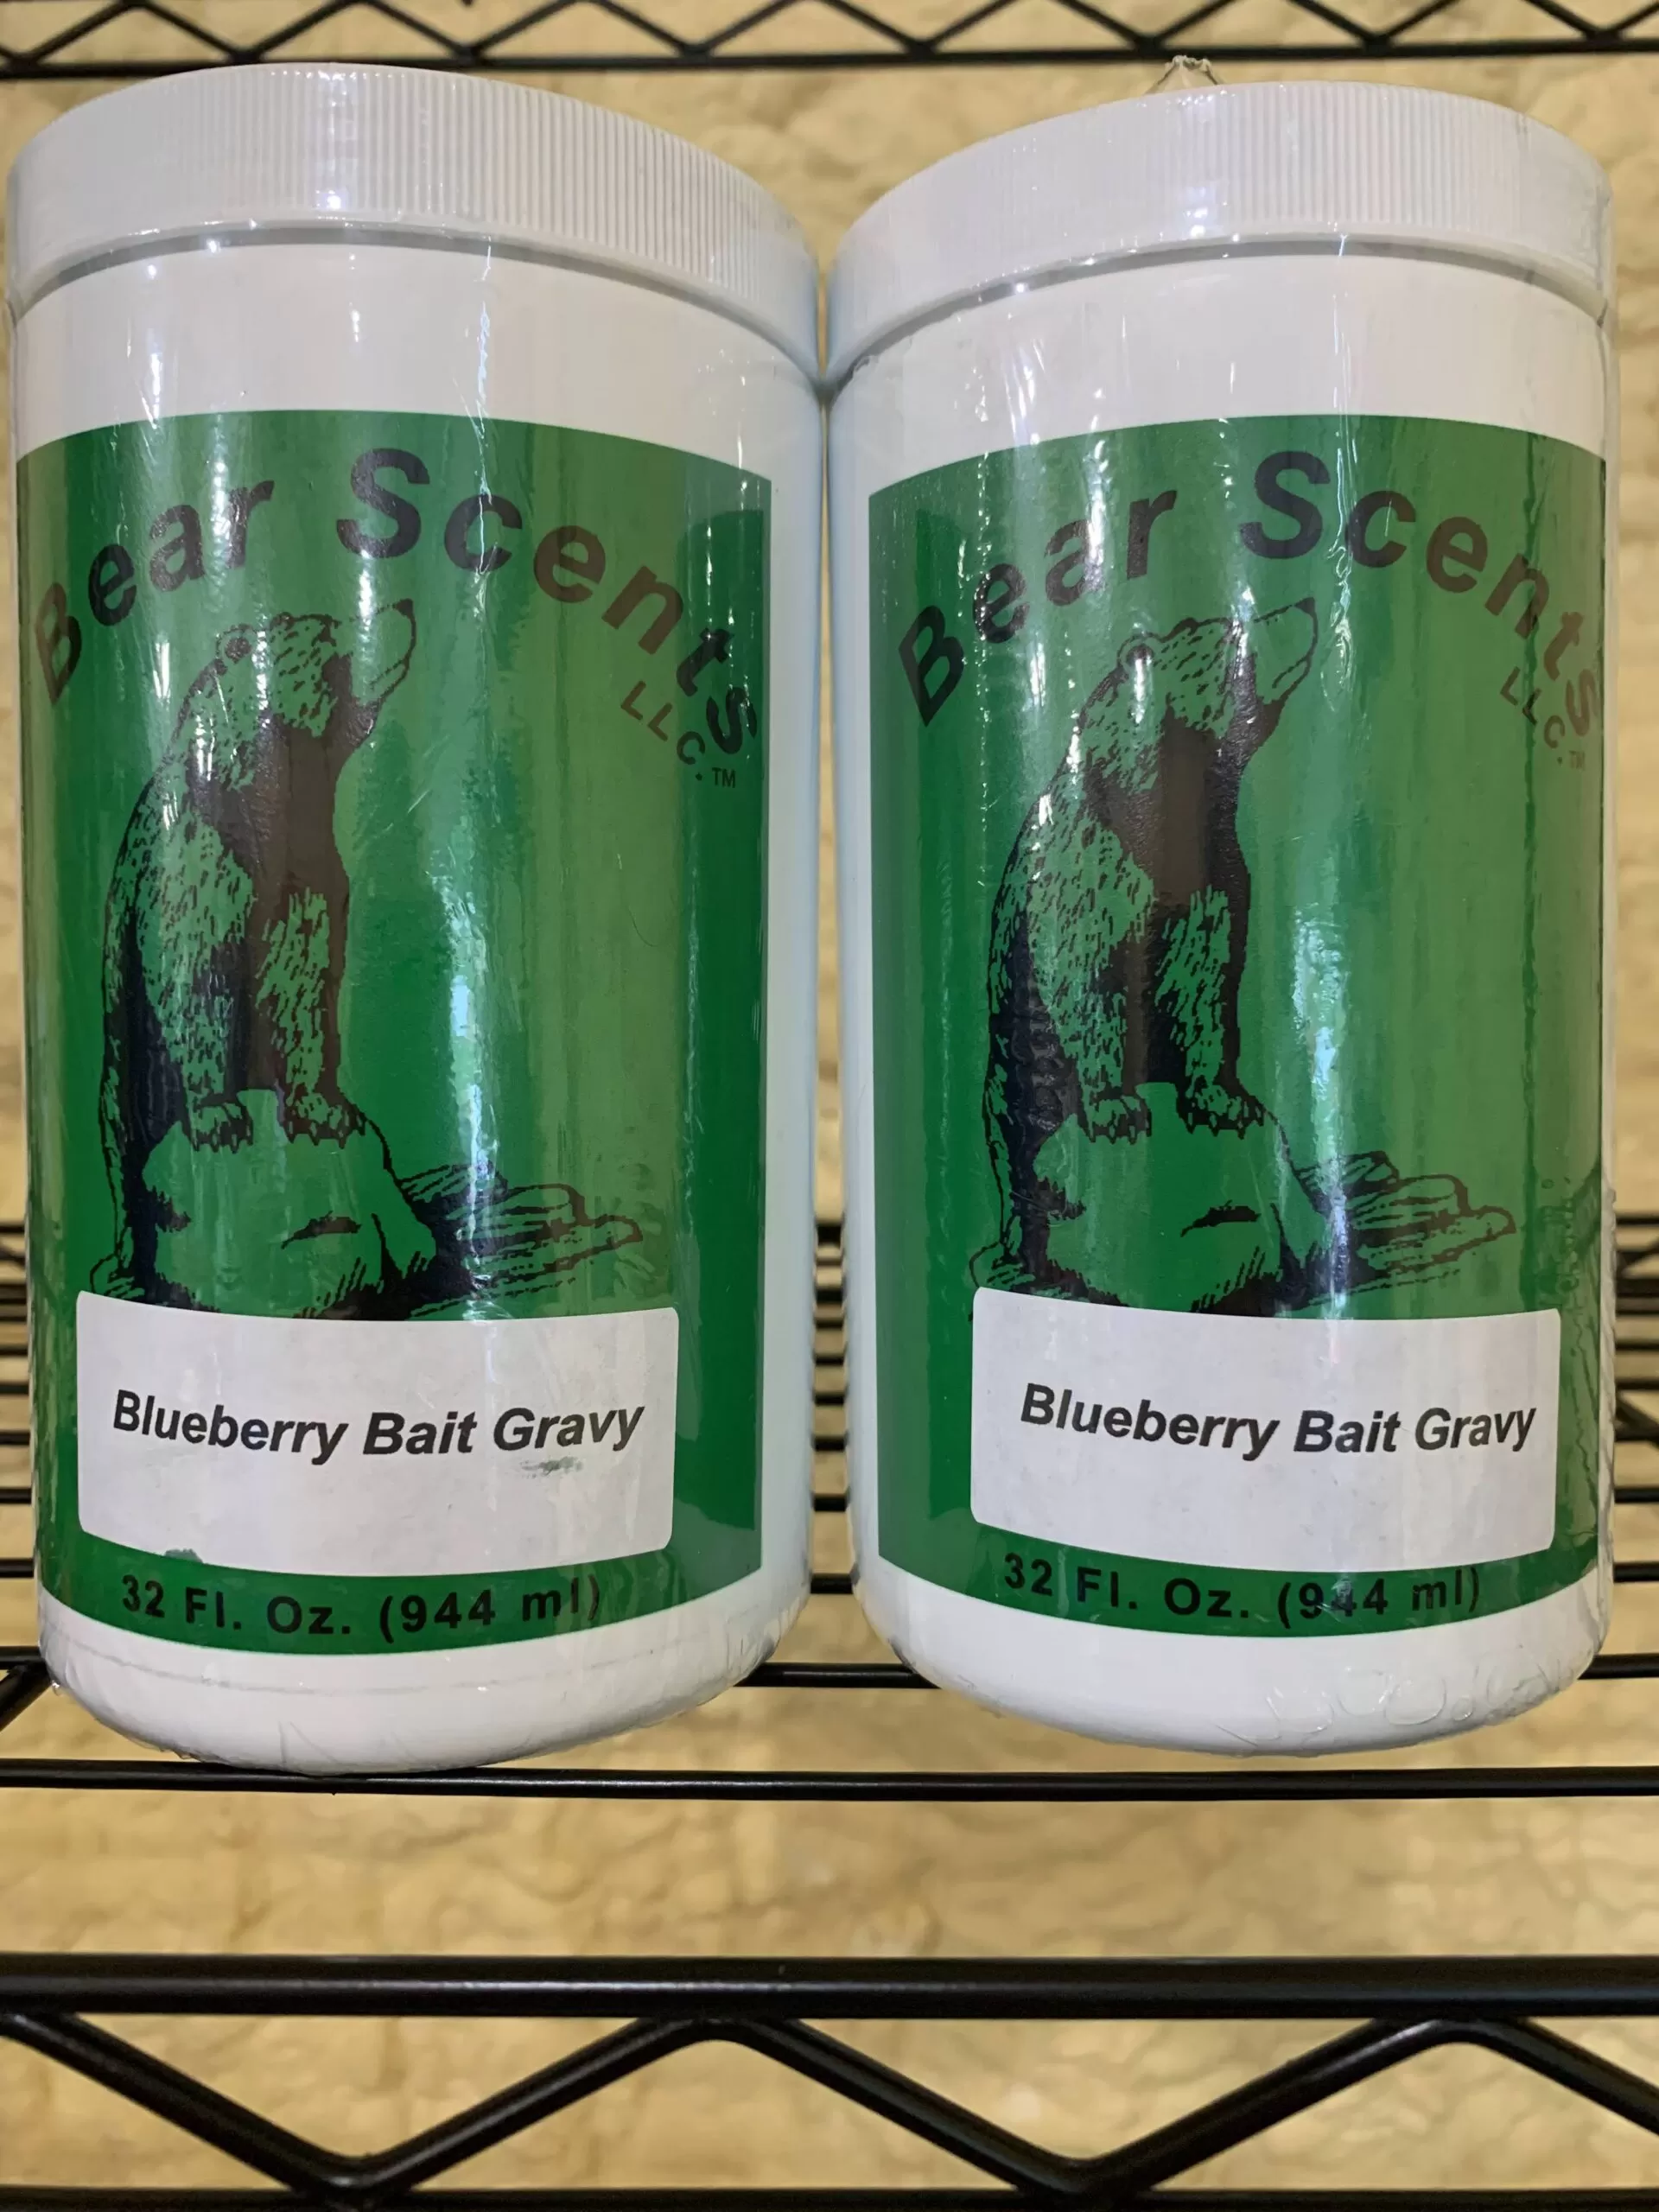 Bear Scents
LLC.™
Blueberry Bait Gravy
32 Fl. Oz. (944 ml)
Bear Scents
LLC.™
Blueberry Bait Gravy
32 Fl. Oz. (944 ml)